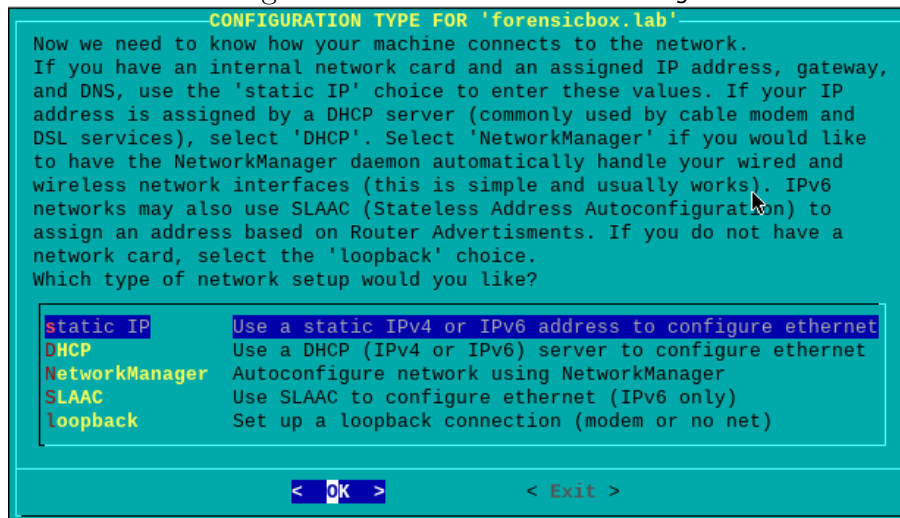 CONFIGURATION TYPE FOR 'forensicbox.lab'
Now we need to know how your machine connects to the network.
If you have an internal network card and an assigned IP address, gateway,
and DNS, use the 'static IP' choice to enter these values. If your IP
address is assigned by a DHCP server (commonly used by cable modem and
DSL services), select 'DHCP'. Select 'NetworkManager' if you would like
to have the NetworkManager daemon automatically handle your wired and
wireless network interfaces (this is simple and usually works). IPv6
networks may also use SLAAC (Stateless Address Autoconfiguration) to
assign an address based on Router Advertisments. If you do not have a
network card, select the 'loopback' choice.
Which type of network setup would you like?
static IP Use a static IPv4 or IPv6 address to configure ethernet
DHCP Use a DHCP (IPv4 or IPv6) server to configure ethernet
NetworkManager Autoconfigure network using NetworkManager
SLAAC Use SLAAC to configure ethernet (IPv6 only)
loopback Set up a loopback connection (modem or no net)
< OK > < Exit >